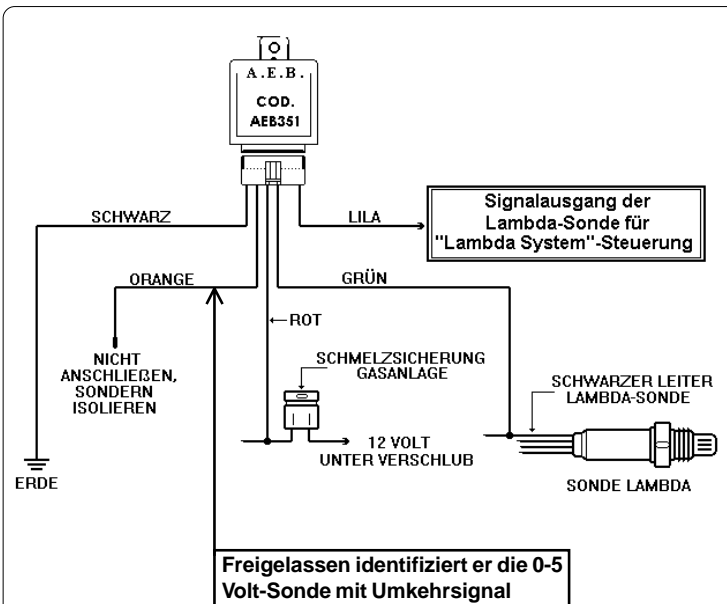 A.E.B.
COD.
AEB351
SCHWARZ
LILA
Signalausgang der
Lambda-Sonde für
"Lambda System"-Steuerung
ORANGE
GRÜN
ROT
NICHT
ANSCHLIEßEN,
SONDERN
ISOLIEREN
SCHMELZSICHERUNG
GASANLAGE
SCHWARZER LEITER
LAMBDA-SONDE
12 VOLT
UNTER VERSCHLUB
ERDE
SONDE LAMBDA
Freigelassen identifiziert er die 0-5
Volt-Sonde mit Umkehrsignal